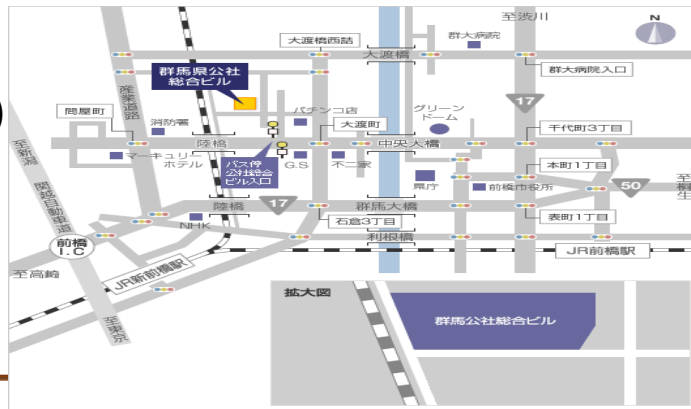 至渋川
N
大渡橋西詰
群大病院
大渡橋
群馬県公社
総合ビル
群大病院入口
17
産業道路
問屋町
消防署
パチンコ店
グリーン
ドーム
大渡町
千代町3丁目
陸橋
中央大橋
バス停
公社総合
ビル入口
マーキュリー
ホテル
G.S
不二家
県庁
本町1丁目
前橋市役所
50
至桐生
至新潟
関越自動車道
陸橋
17
群馬大橋
NHK
石倉3丁目
表町1丁目
前橋
I.C
利根橋
JR前橋駅
至高崎
JR新前橋駅
至東京
拡大図
群馬公社総合ビル